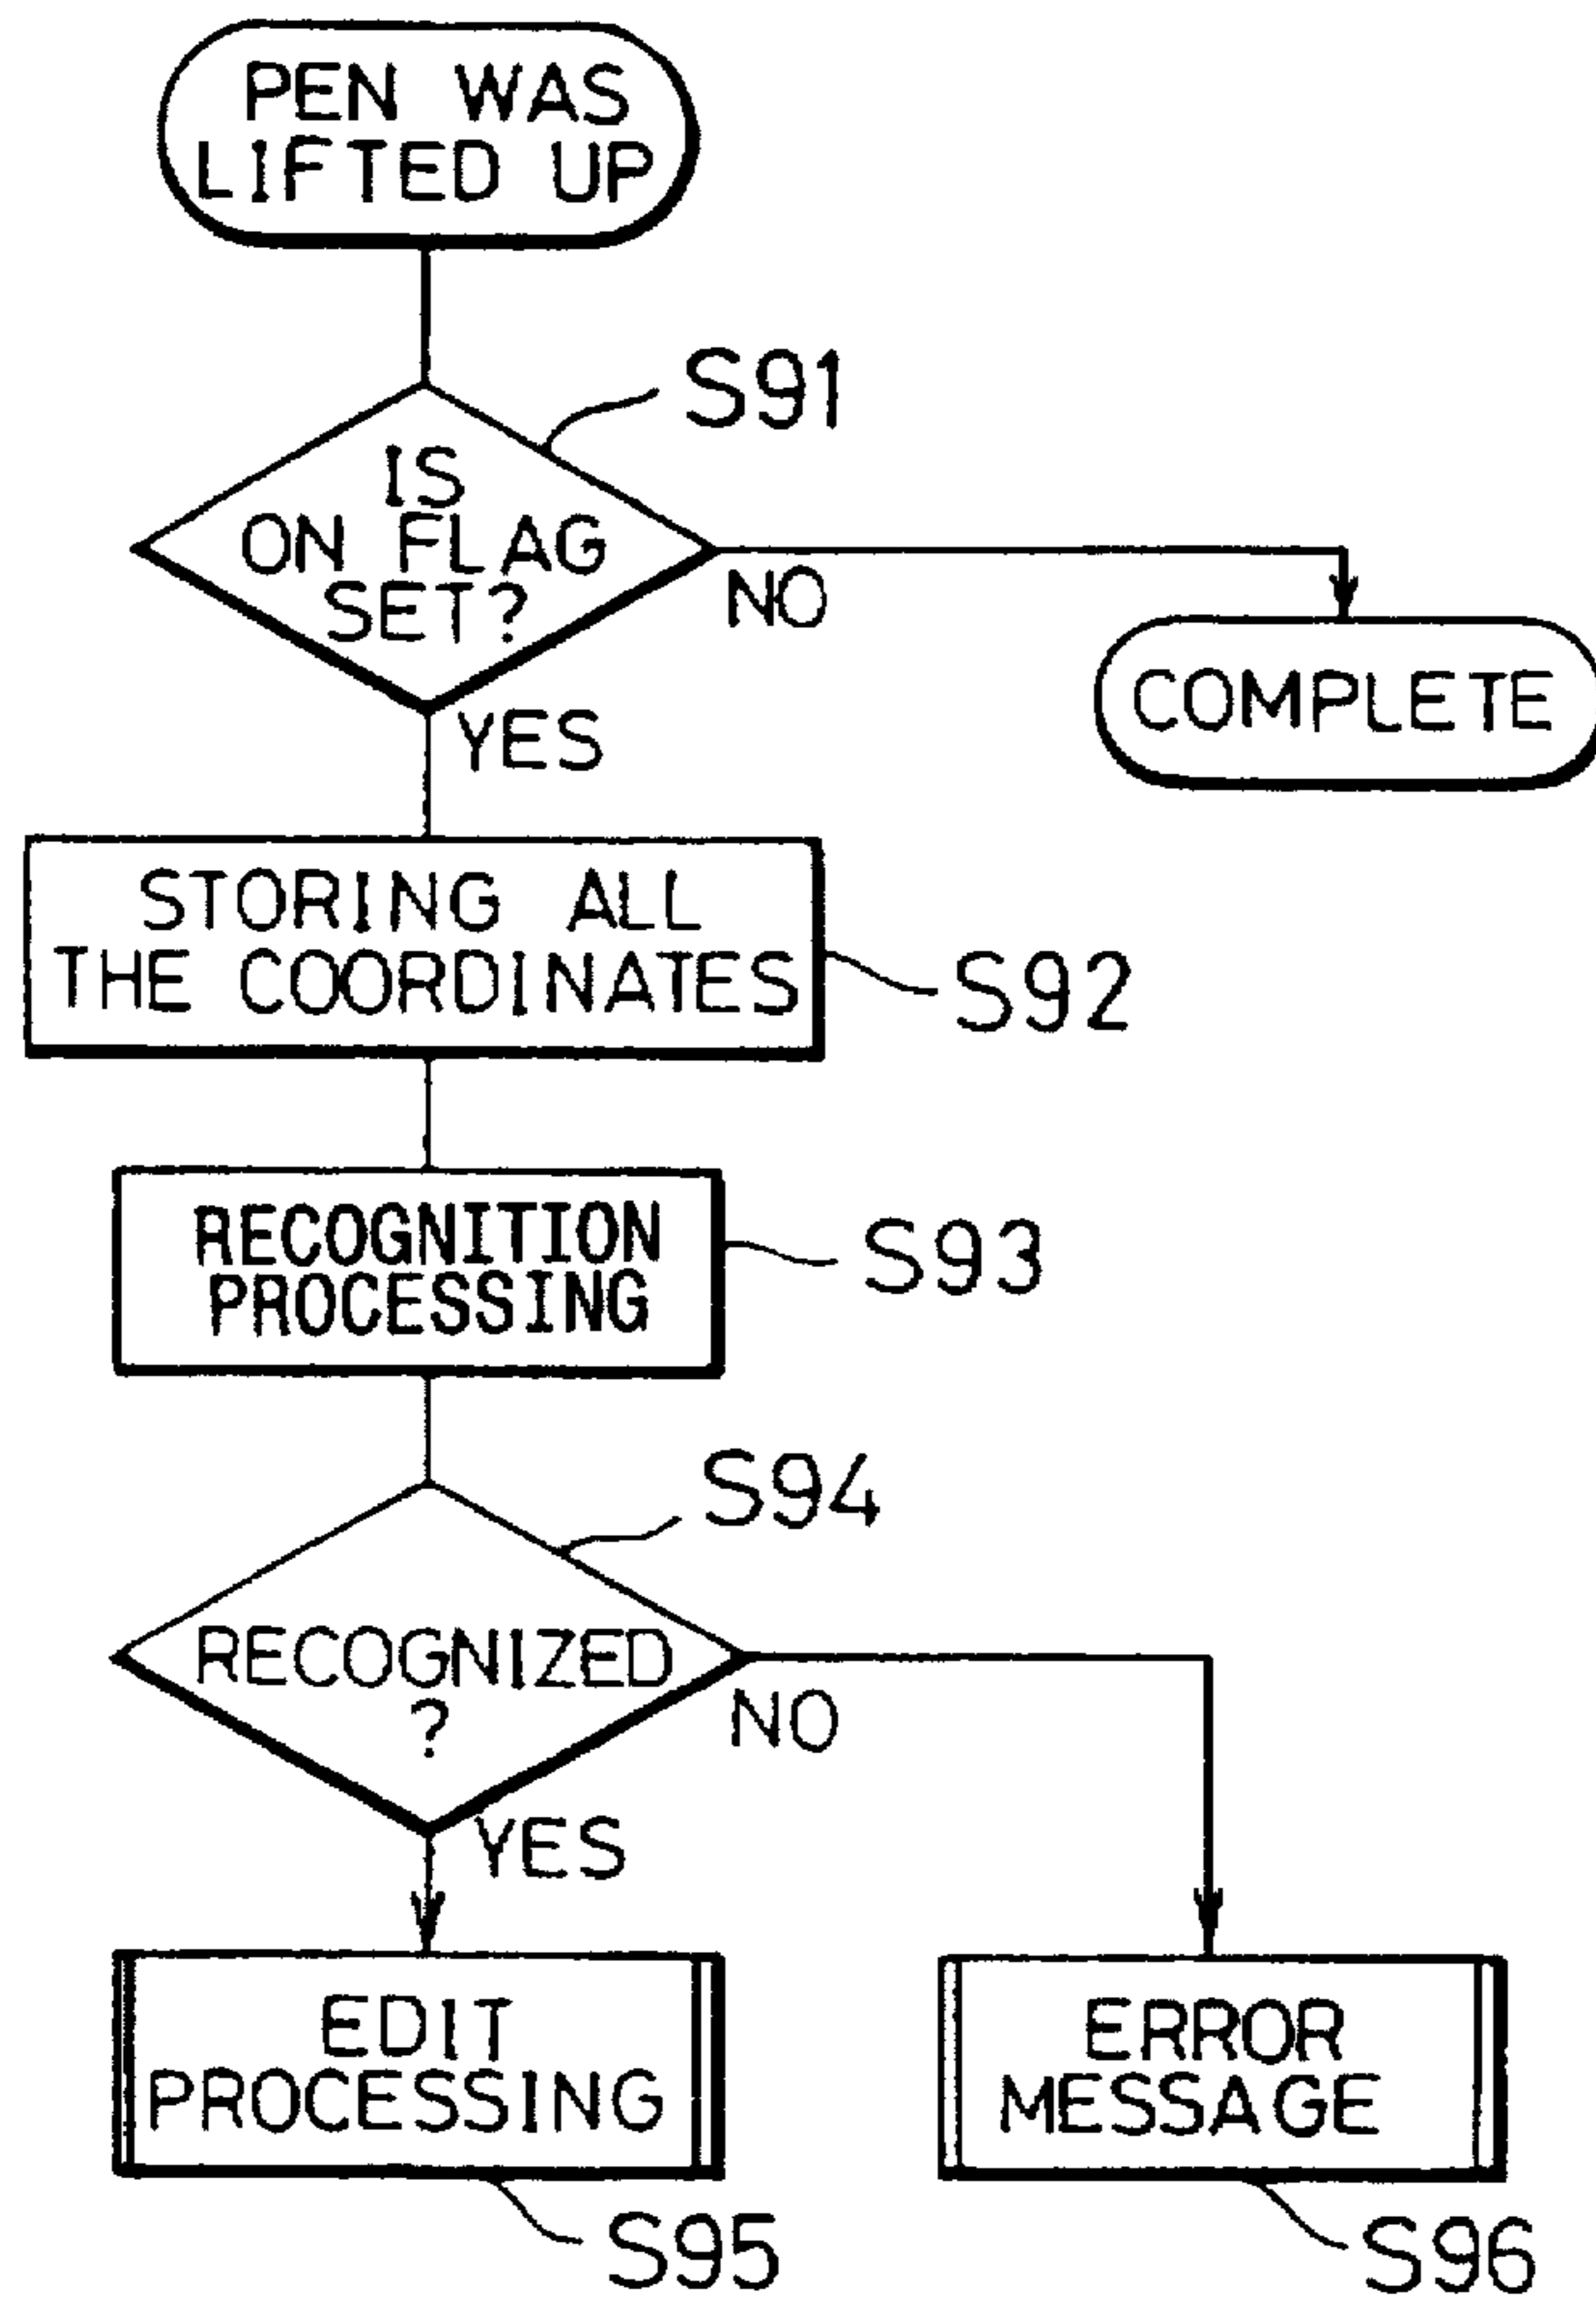 PEN WAS
LIFTED UP
S91
IS
ON FLAG
SET?
NO
COMPLETE
YES
STORING ALL
THE COORDINATES
S92
RECOGNITION
PROCESSING
S93
S94
RECOGNIZED
?
NO
YES
EDIT
PROCESSING
ERROR
MESSAGE
S95
S96